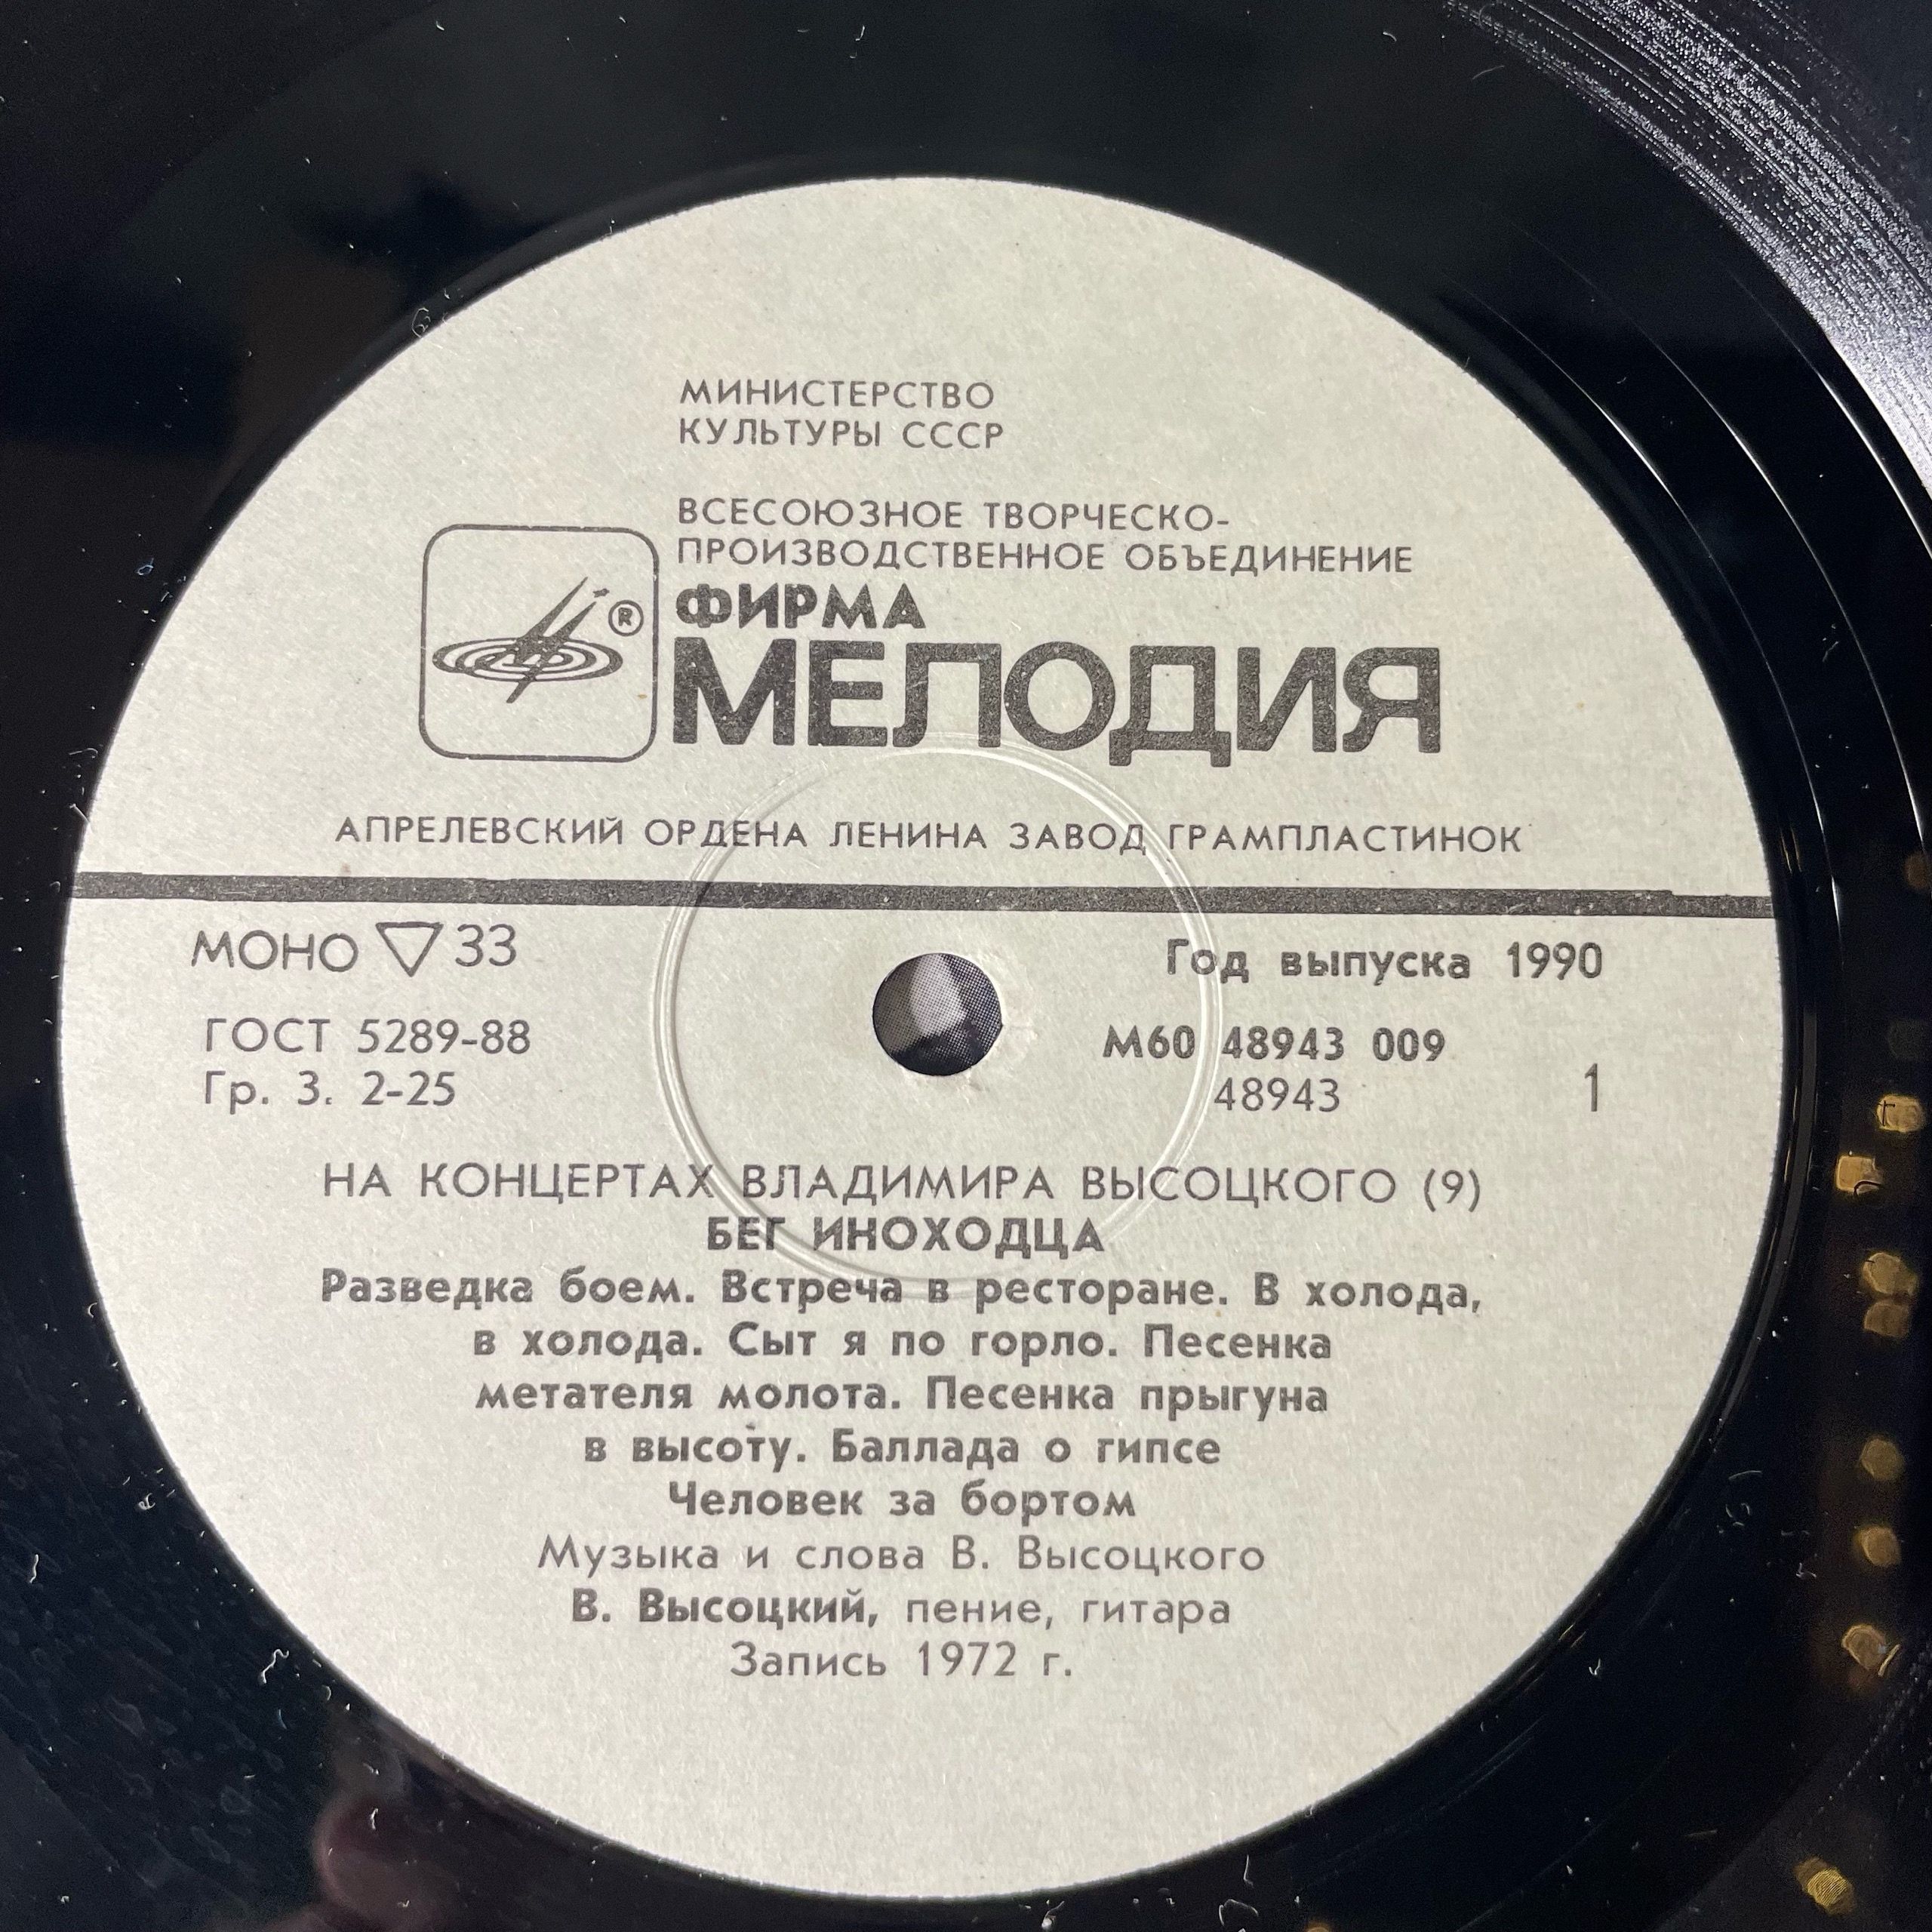 МИНИСТЕРСТВО
КУЛЬТУРЫ СССР
ВСЕСОЮЗНОЕ ТВОРЧЕСКО-
ПРОИЗВОДСТВЕННОЕ ОБЪЕДИНЕНИЕ
ФИРМА
®
МЕЛОДИЯ
АПРЕЛЕВСКИЙ ОРДЕНА ЛЕНИНА ЗАВОД ГРАМПЛАСТИНОК
МОНО ▽ 33
Год выпуска 1990
ГОСТ 5289-88
М60 48943 009
Гр. 3. 2-25
48943
1
НА КОНЦЕРТАХ ВЛАДИМИРА ВЫСОЦКОГО (9)
БЕГ ИНОХОДЦА
Разведка боем. Встреча в ресторане. В холода,
в холода. Сыт я по горло. Песенка
метателя молота. Песенка прыгуна
в высоту. Баллада о гипсе
Человек за бортом
Музыка и слова В. Высоцкого
В. Высоцкий, пение, гитара
Запись 1972 г.